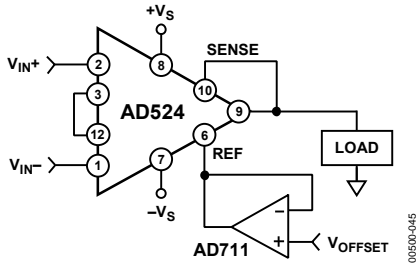 +VS
SENSE
VIN+
2
8
10
3
AD524
9
12
6
REF
LOAD
VIN–
1
7
–VS
–
+
VOFFSET
AD711
00500-045